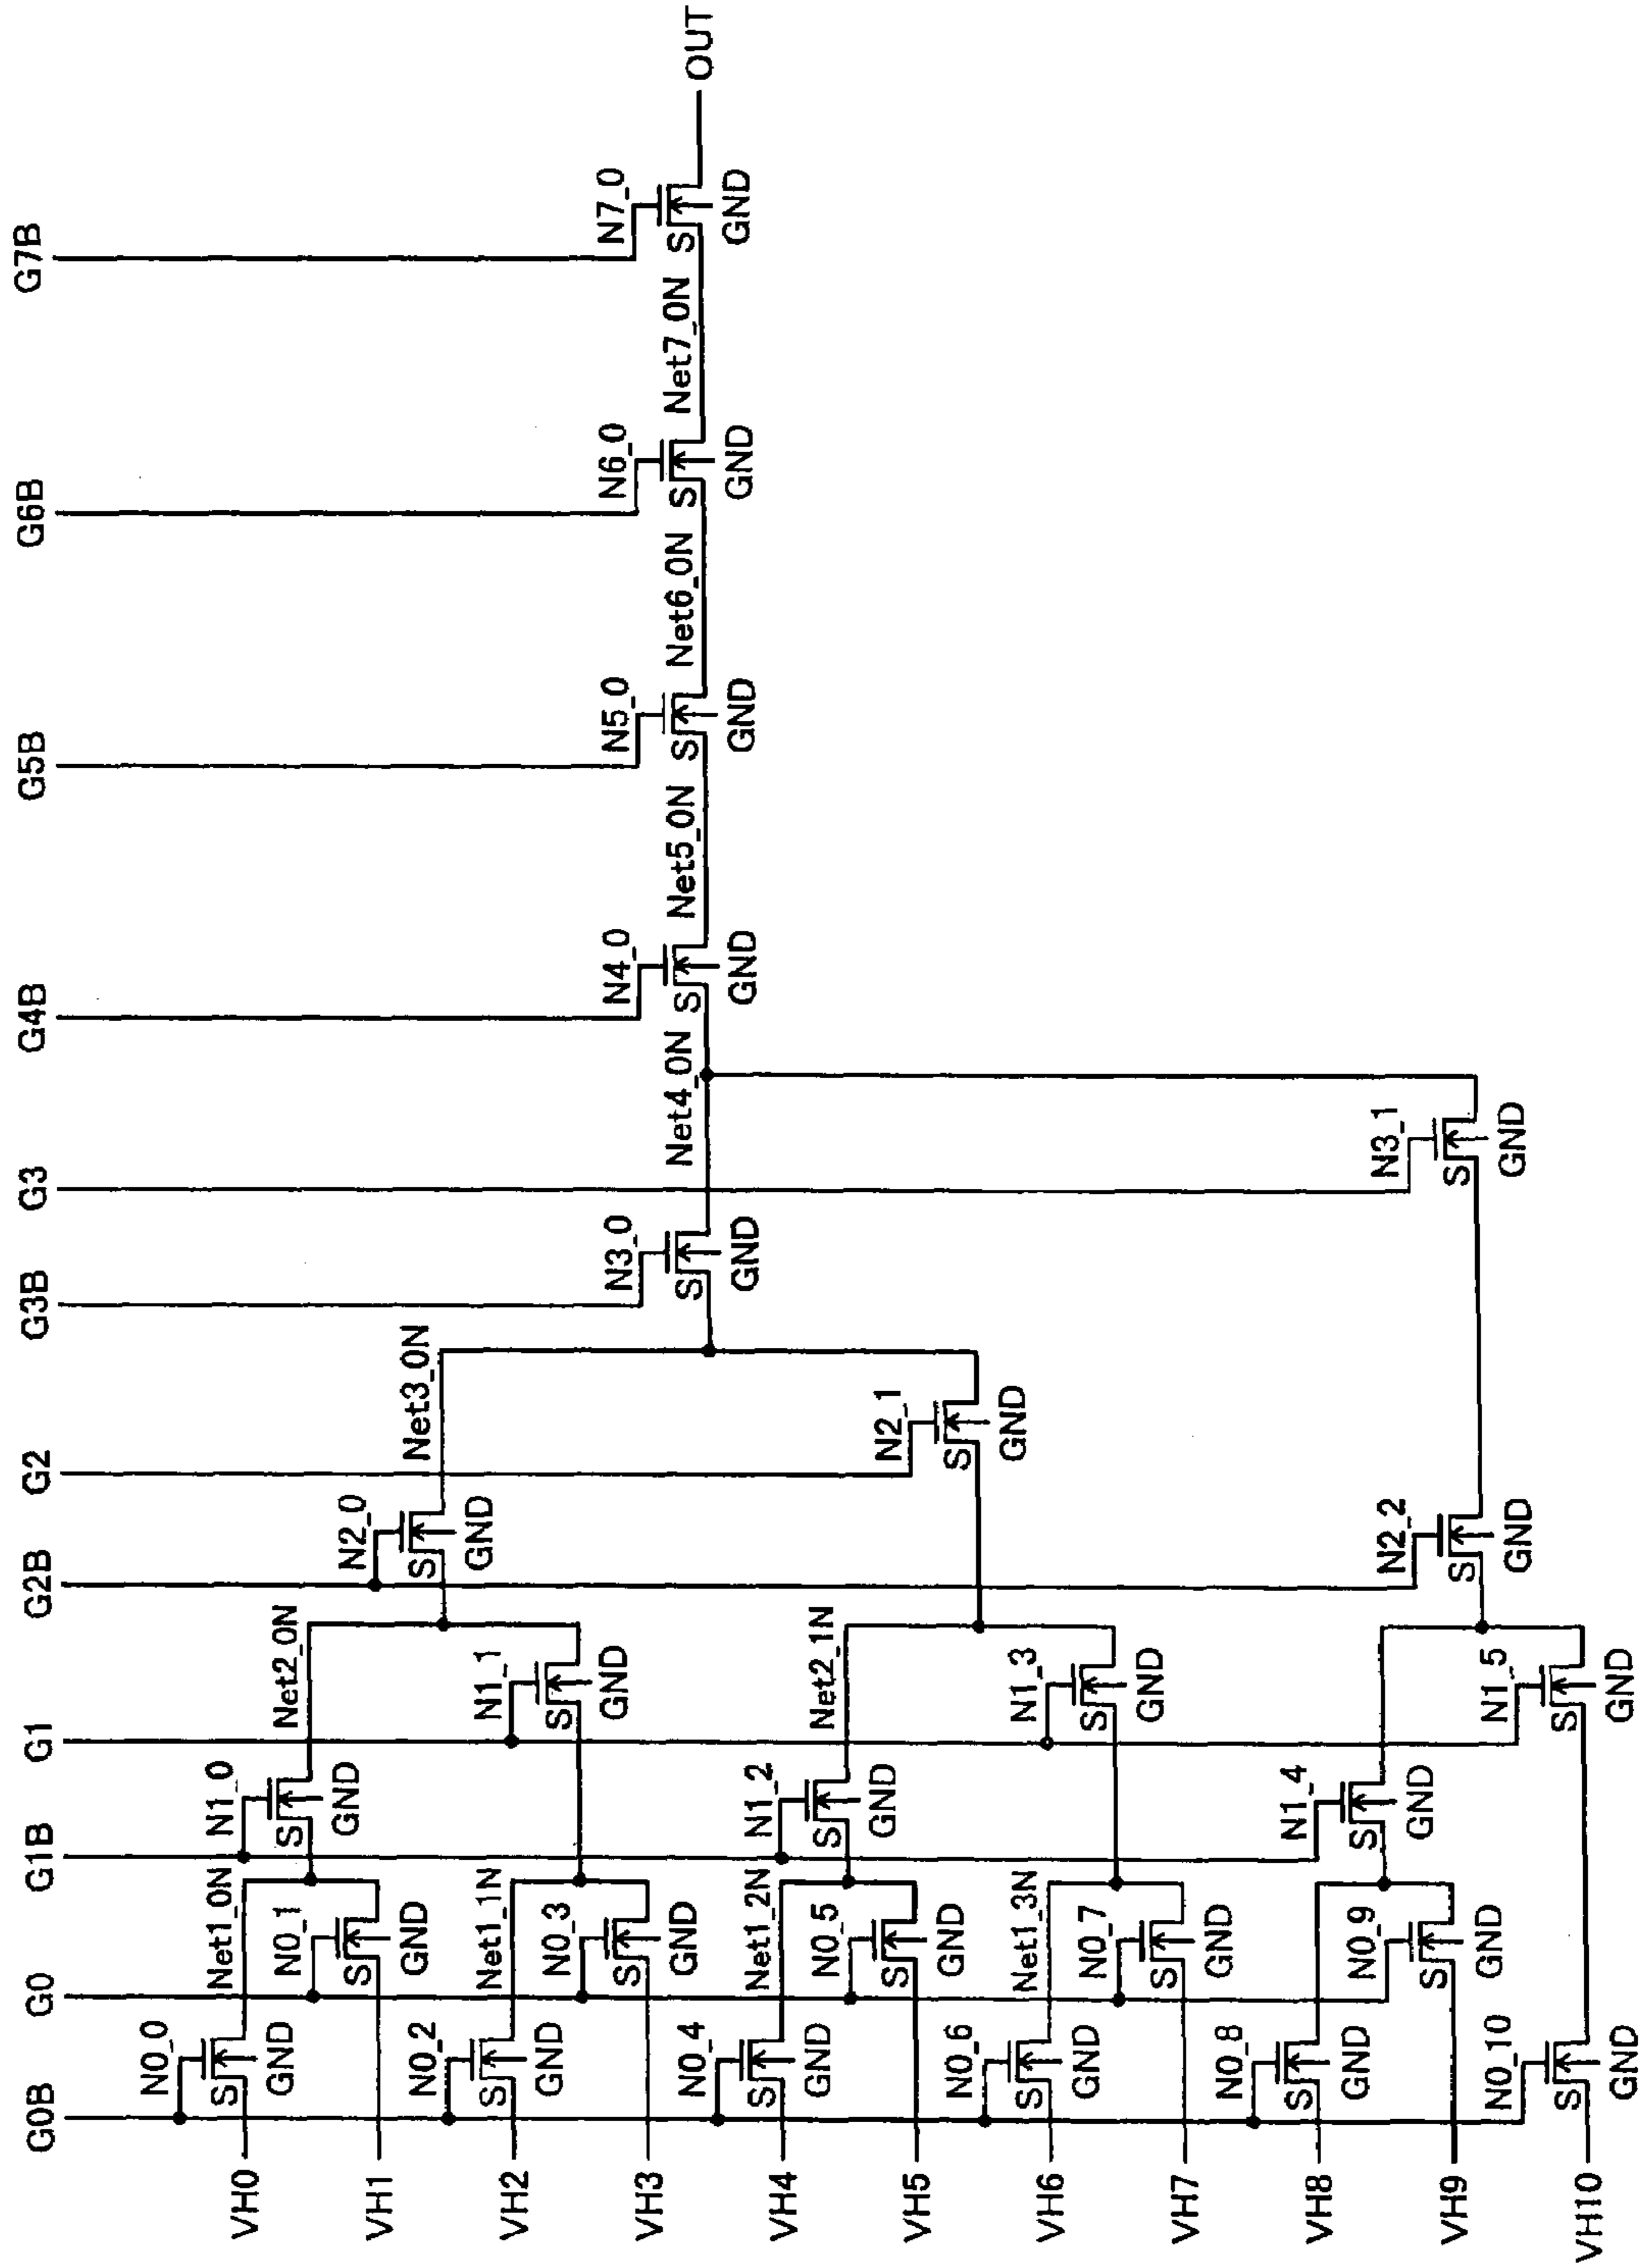 G0B
G0
G1B
G1
G2B
G2
G3B
G3
G4B
G5B
G6B
G7B
VH0
N0_0
S
GND
Net1_0N
VH1
N0_1
S
GND
N1_0
S
GND
Net2_0N
VH2
N0_2
S
GND
Net1_1N
VH3
N0_3
S
GND
N1_1
S
GND
N2_0
S
GND
Net3_0N
VH4
N0_4
S
GND
Net1_2N
VH5
N0_5
S
GND
N1_2
S
GND
Net2_1N
VH6
N0_6
S
GND
Net1_3N
VH7
N0_7
S
GND
N1_3
S
GND
N2_1
S
GND
N3_0
S
GND
Net4_0N
N4_0
S
GND
Net5_0N
N5_0
S
GND
Net6_0N
N6_0
S
GND
Net7_0N
N7_0
S
GND
OUT
VH8
N0_8
S
GND
VH9
N0_9
S
GND
N1_4
S
GND
VH10
N0_10
S
GND
N1_5
S
GND
N2_2
S
GND
N3_1
S
GND